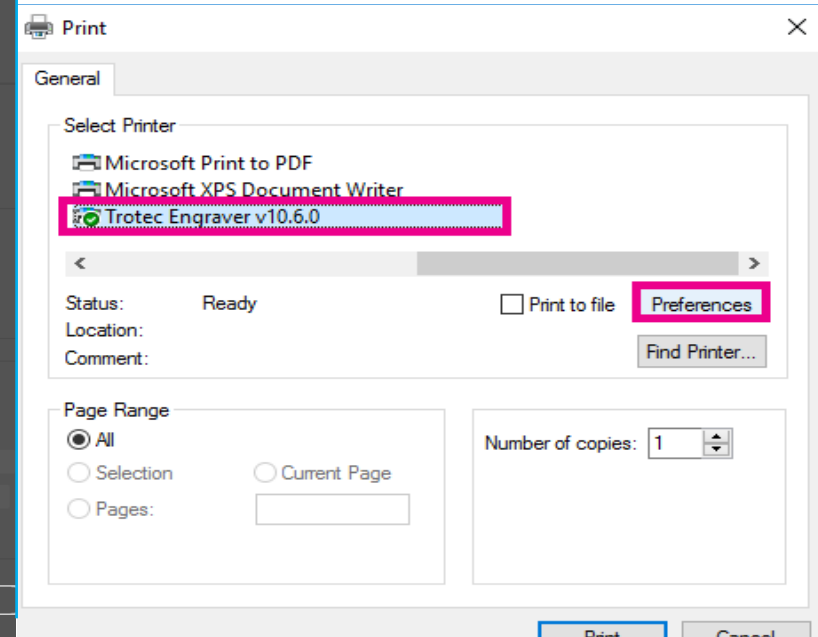 Print
General
Select Printer
Microsoft Print to PDF
Microsoft XPS Document Writer
Trotec Engraver v10.6.0
Status: Ready
Print to file
Preferences
Location:
Comment:
Find Printer...
Page Range
All
Selection
Current Page
Pages:
Number of copies: 1
Print
Cancel